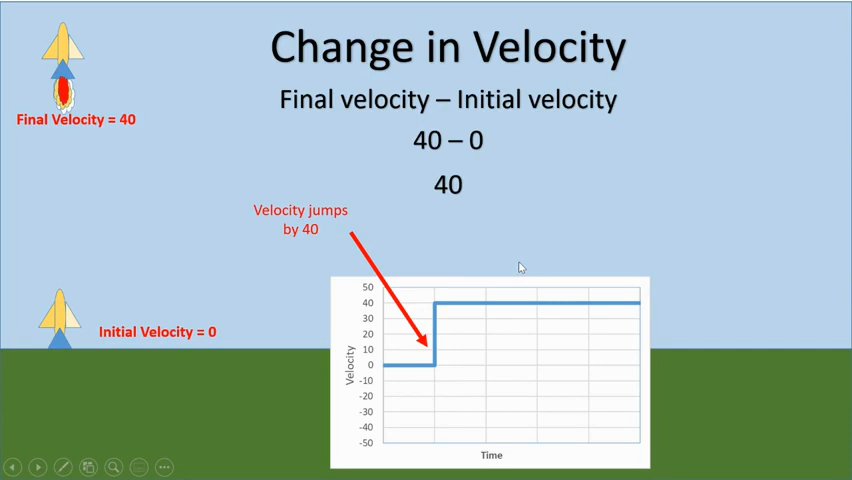 Change in Velocity
Final velocity – Initial velocity
40 – 0
40
Final Velocity = 40
Velocity jumps
by 40
Initial Velocity = 0
50
40
30
20
10
0
-10
-20
-30
-40
-50
Velocity
Time